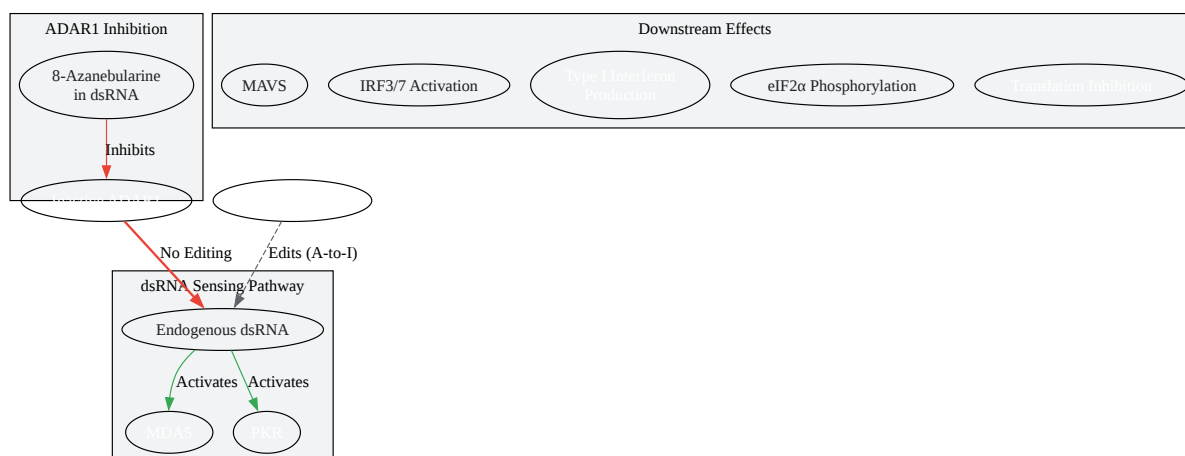 ADAR1 Inhibition
Downstream Effects
8-Azanebularine
in dsRNA
MAVS
IRF3/7 Activation
Type I Interferon
Production
eIF2α Phosphorylation
Translation Inhibition
Inhibits
No Editing
Edits (A-to-I)
dsRNA Sensing Pathway
Endogenous dsRNA
Activates
Activates
MDA5
PKR